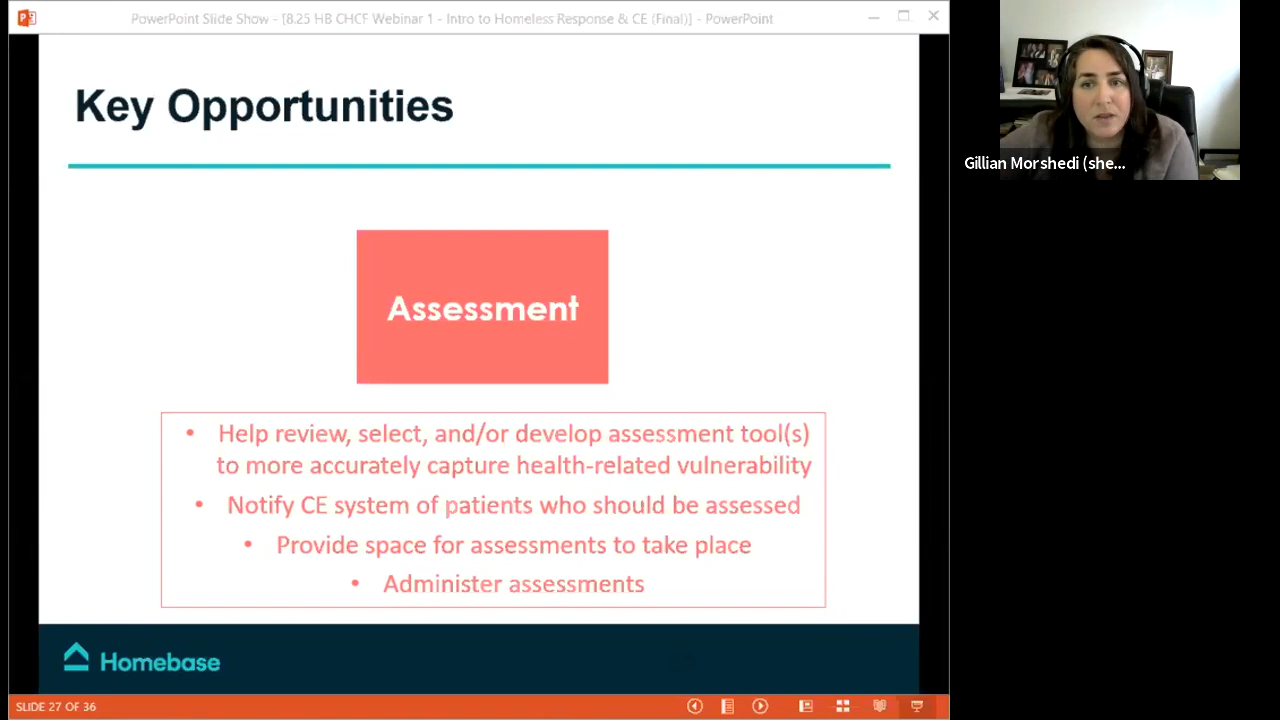 PowerPoint Slide Show - [8.25 HB CHCF Webinar 1 - Intro to Homeless Response & CE (Final)] - PowerPoint
Key Opportunities
Gillian Morshedi (she...
Assessment
• Help review, select, and/or develop assessment tool(s)
to more accurately capture health-related vulnerability
• Notify CE system of patients who should be assessed
• Provide space for assessments to take place
• Administer assessments
Homebase
SLIDE 27 OF 36